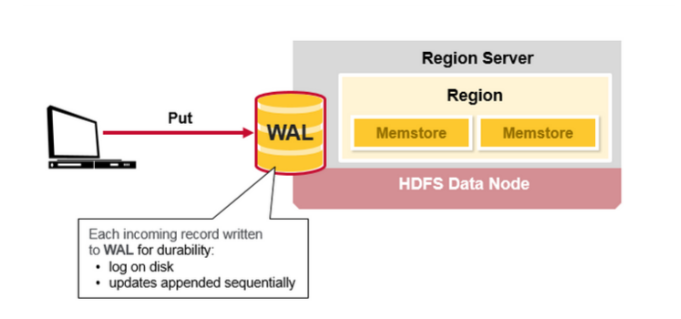 Region Server
Region
Put
WAL
Memstore
Memstore
HDFS Data Node
Each incoming record written
to WAL for durability:
• log on disk
• updates appended sequentially